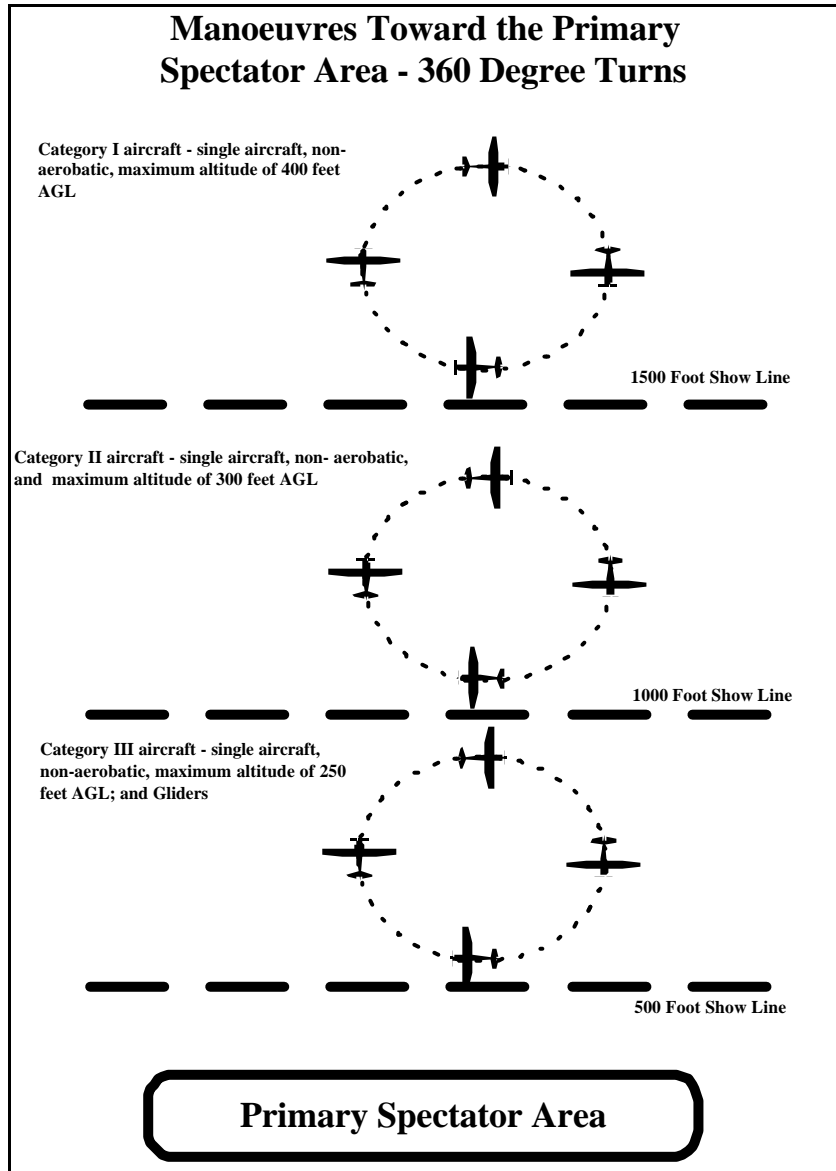 Manoeuvres Toward the Primary
Spectator Area - 360 Degree Turns
Category I aircraft - single aircraft, non-
aerobatic, maximum altitude of 400 feet
AGL
1500 Foot Show Line
Category II aircraft - single aircraft, non- aerobatic,
and maximum altitude of 300 feet AGL
1000 Foot Show Line
Category III aircraft - single aircraft,
non-aerobatic, maximum altitude of 250
feet AGL; and Gliders
500 Foot Show Line
Primary Spectator Area